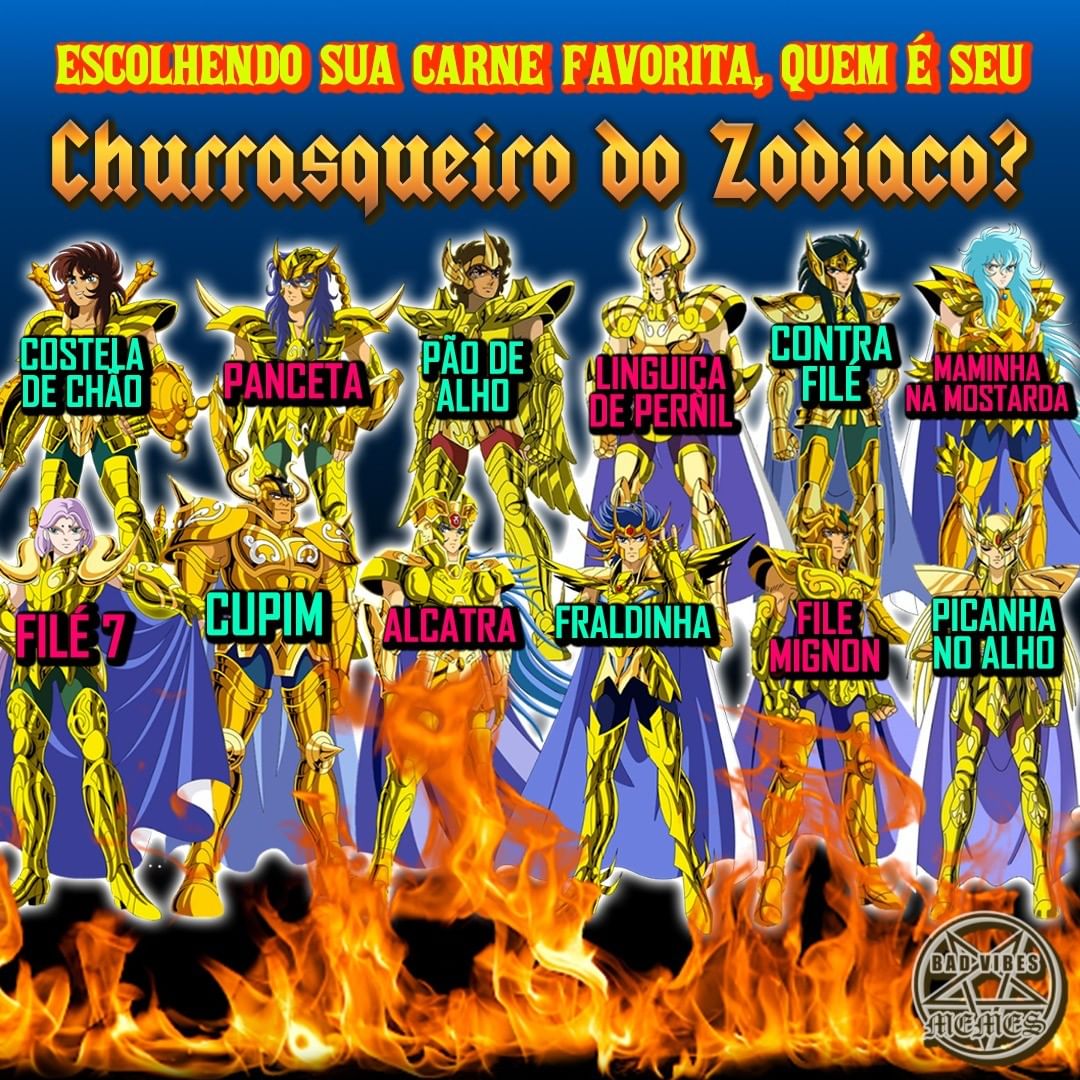 ESCOLHENDO SUA CARNE FAVORITA, QUEM É SEU
Churrasqueiro do Zodiaco?
COSTELA
DE CHÃO
PANCETA
PÃO DE
ALHO
LINGUIÇA
DE PERNIL
CONTRA
FILÉ
MAMINHA
NA MOSTARDA
FILÉ 7
CUPIM
ALCATRA
FRALDINHA
FILE
MIGNON
PICANHA
NO ALHO
BAD VIBES
MEMES